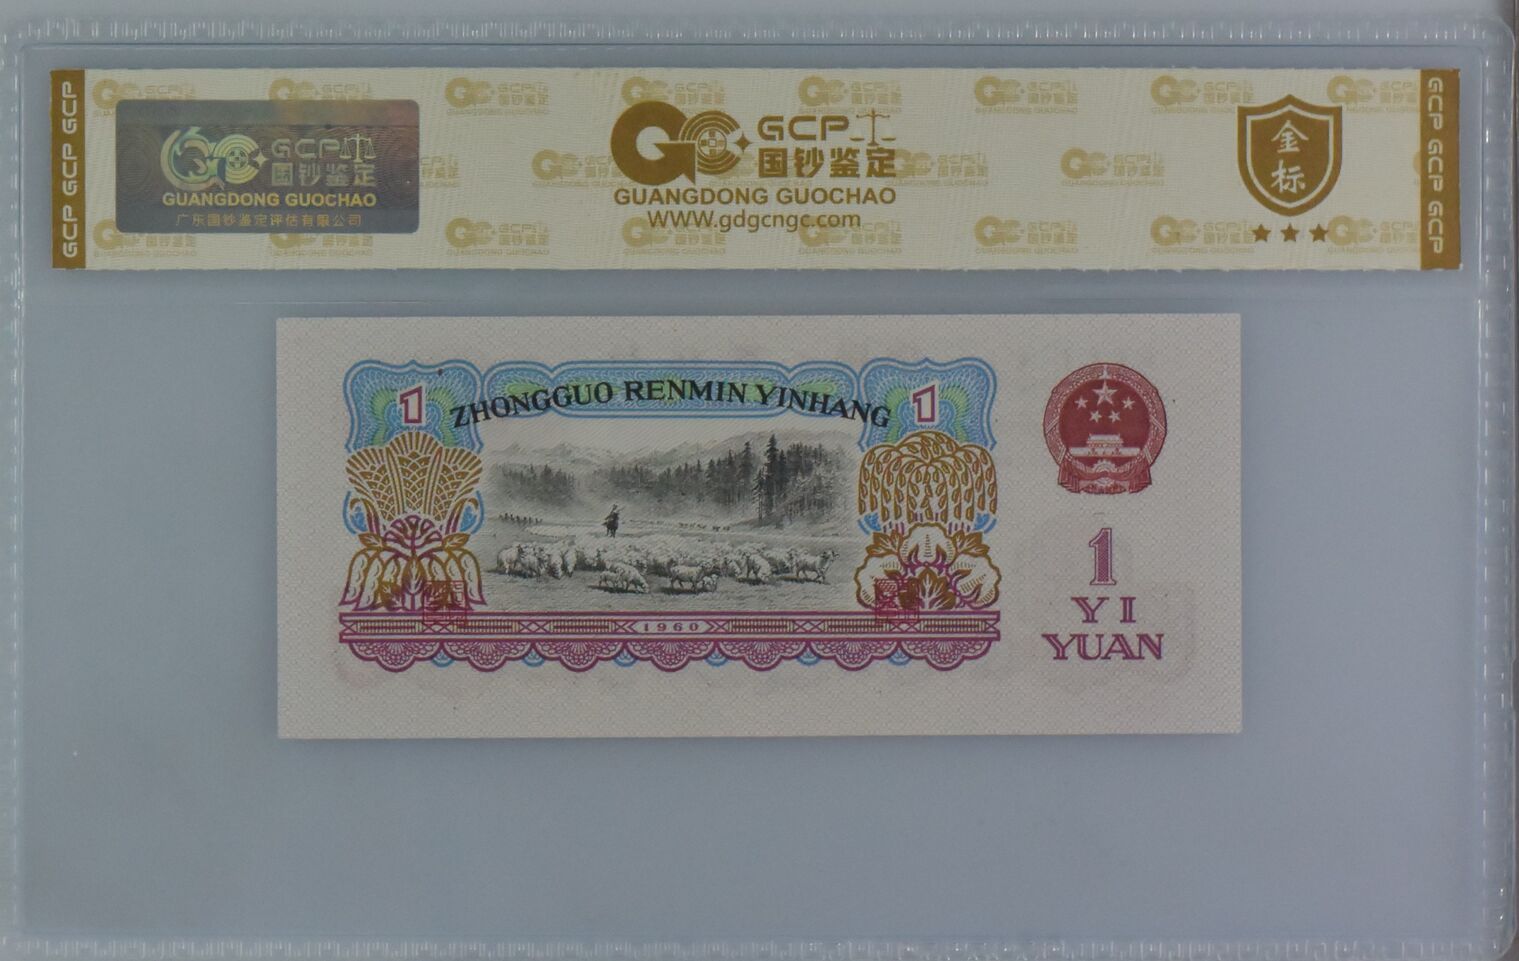 GCP GCP GCP
GCP 国钞鉴定
GUANGDONG GUOCHAO
广东国钞鉴定评估有限公司
GCP
国钞鉴定
GUANGDONG GUOCHAO
WWW.gdgcngc.com
金标
GCP GCP GCP
1
ZHONGGUO RENMIN YINHANG
1
1960
1
YI
YUAN